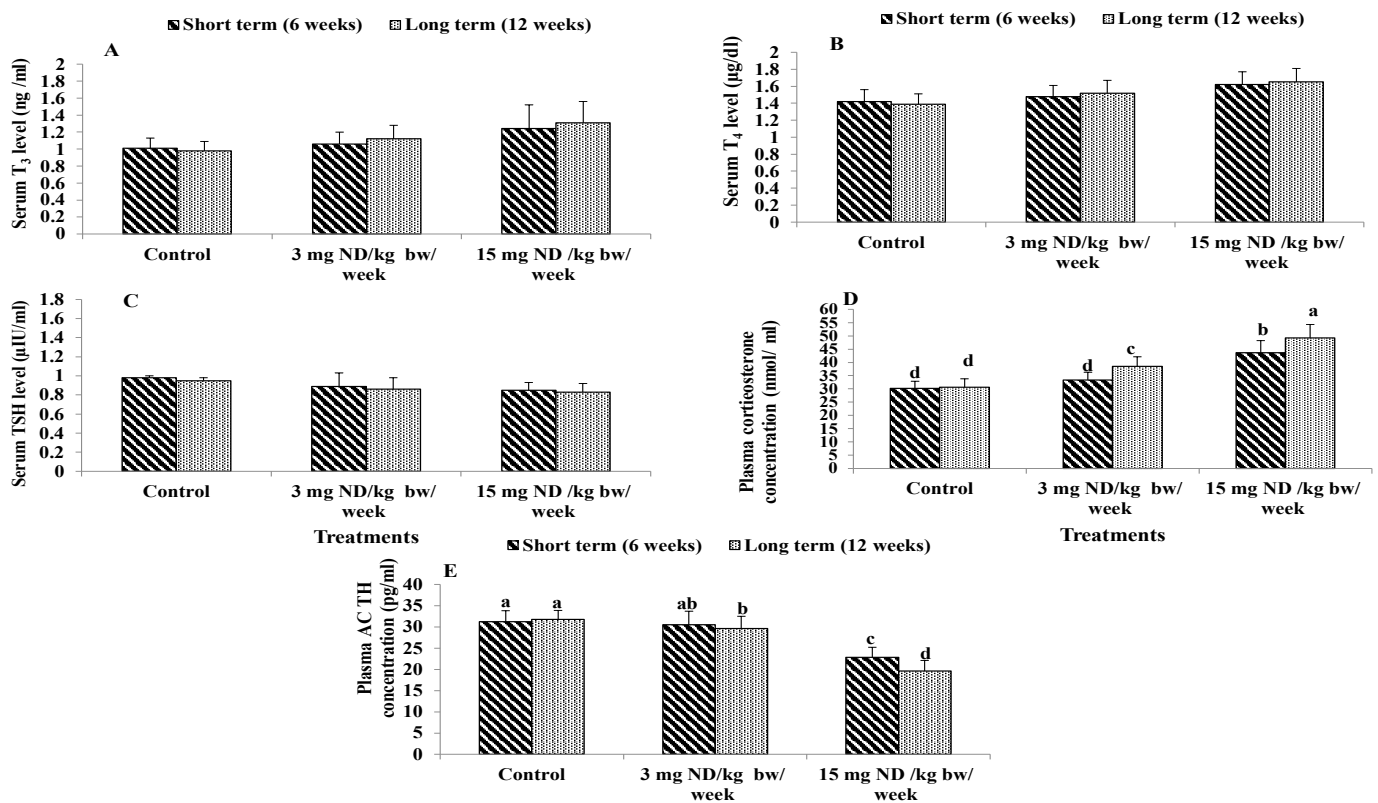 Short term (6 weeks) Long term (12 weeks)
A
Serum T3 level (ng /ml)
2
1.8
1.6
1.4
1.2
1
0.8
0.6
0.4
0.2
0
Control
3 mg ND/kg bw/
week
15 mg ND /kg bw/
week
Short term (6 weeks) Long term (12 weeks)
B
Serum T4 level (µg/dl)
2
1.8
1.6
1.4
1.2
1
0.8
0.6
0.4
0.2
0
Control
3 mg ND/kg bw/
week
15 mg ND /kg bw/
week
C
Serum TSH level (µIU/ml)
1.8
1.6
1.4
1.2
1
0.8
0.6
0.4
0.2
0
Control
3 mg ND/kg bw/
week
15 mg ND /kg bw/
week
Treatments
D
Plasma corticosterone
concentration (nmol/ ml)
60
55
50
45
40
35
30
25
20
15
10
5
0
d d
d c
b a
Control
3 mg ND/kg bw/
week
15 mg ND /kg bw/
week
Treatments
Short term (6 weeks) Long term (12 weeks)
E
Plasma AC TH
concentration (pg/ml)
40
35
30
25
20
15
10
5
0
a a
ab b
c d
Control
3 mg ND/kg bw/
week
15 mg ND /kg bw/
week